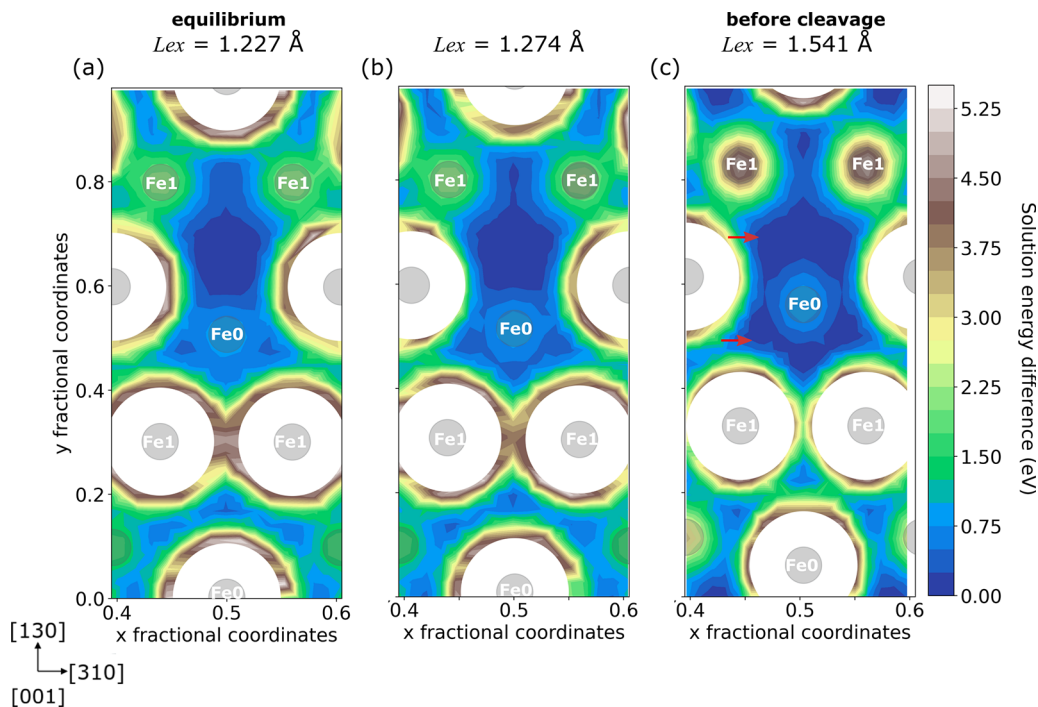 equilibrium
Lex = 1.227 Å
Lex = 1.274 Å
before cleavage
Lex = 1.541 Å
(a)
(b)
(c)
Fe1 Fe1
Fe0
Fe1 Fe1
Fe0
Fe1 Fe1
Fe0
Fe1 Fe1
Fe0
Fe1 Fe1
Fe0
Fe1 Fe1
Fe0
y fractional coordinates
0.8
0.6
0.4
0.2
0.0
0.4 0.5 0.6
0.4 0.5 0.6
0.4 0.5 0.6
x fractional coordinates
x fractional coordinates
x fractional coordinates
5.25
4.50
3.75
3.00
2.25
1.50
0.75
0.00
Solution energy difference (eV)
[130]
[310]
[001]